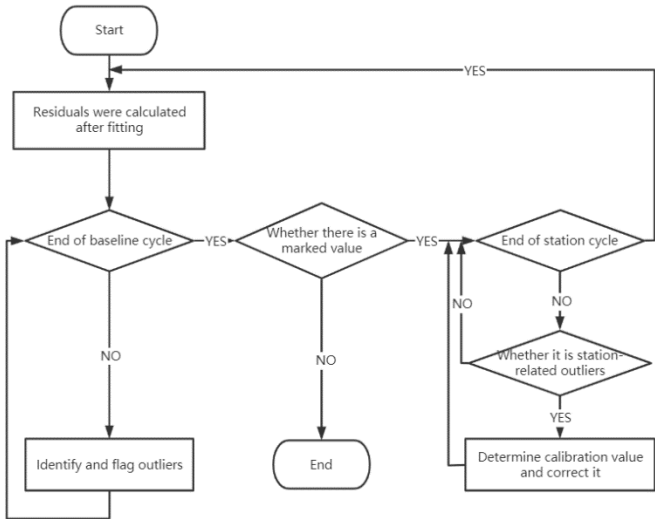 Start
YES
Residuals were calculated
after fitting
End of baseline cycle
YES
Whether there is a
marked value
YES
End of station cycle
NO
NO
NO
NO
Whether it is station-
related outliers
YES
Identify and flag outliers
End
Determine calibration value
and correct it